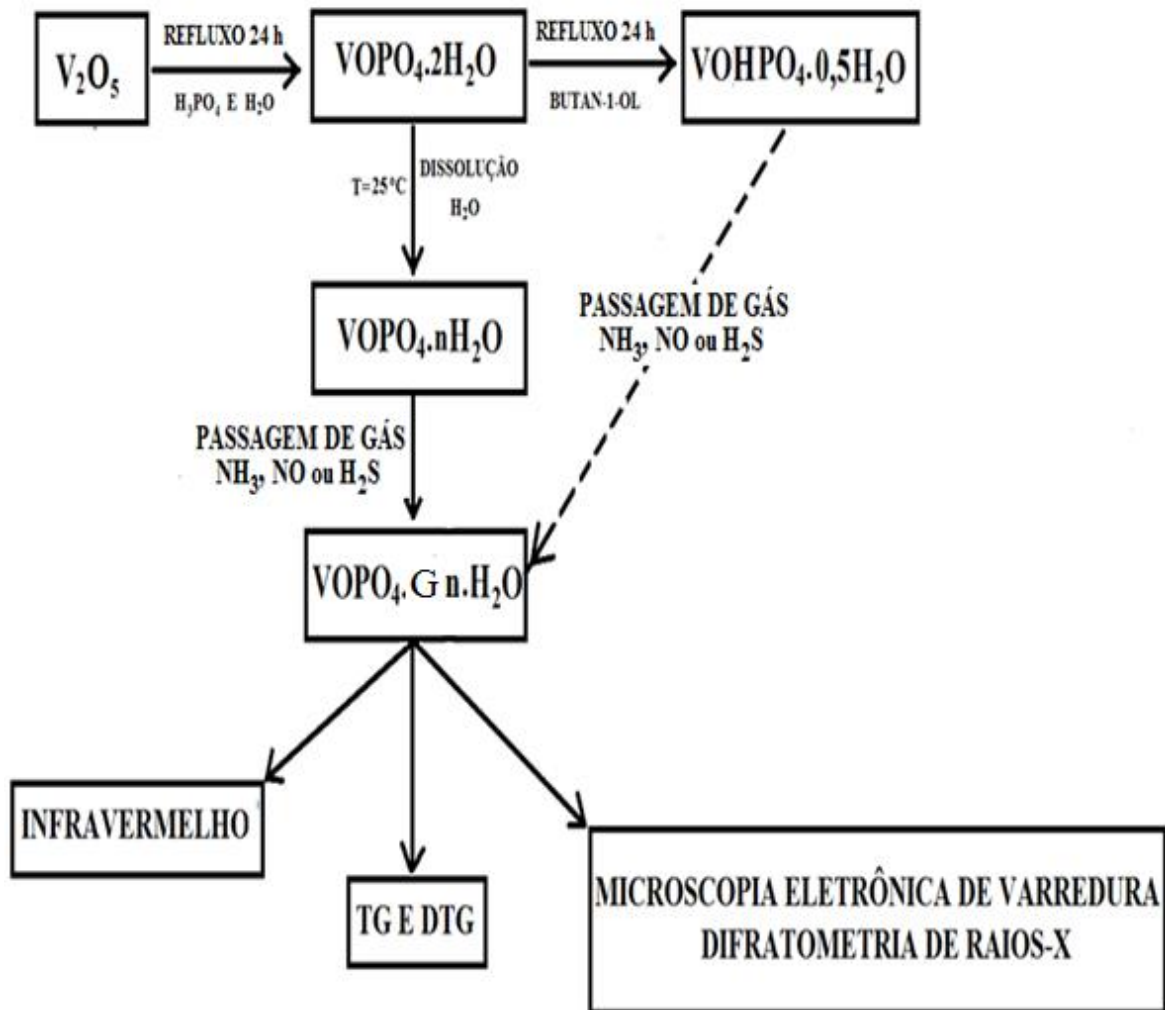 V₂O₅
REFLUXO 24 h
H₃PO₄ E H₂O
VOPO₄.2H₂O
REFLUXO 24 h
BUTAN-1-OL
VOHPO₄.0,5H₂O
T=25°C
DISSOLUÇÃO
H₂O
VOPO₄.nH₂O
PASSAGEM DE GÁS
NH₃, NO ou H₂S
PASSAGEM DE GÁS
NH₃, NO ou H₂S
VOPO₄.G n.H₂O
INFRAVERMELHO
TG E DTG
MICROSCOPIA ELETRÔNICA DE VARREDURA
DIFRATOMETRIA DE RAIOS-X